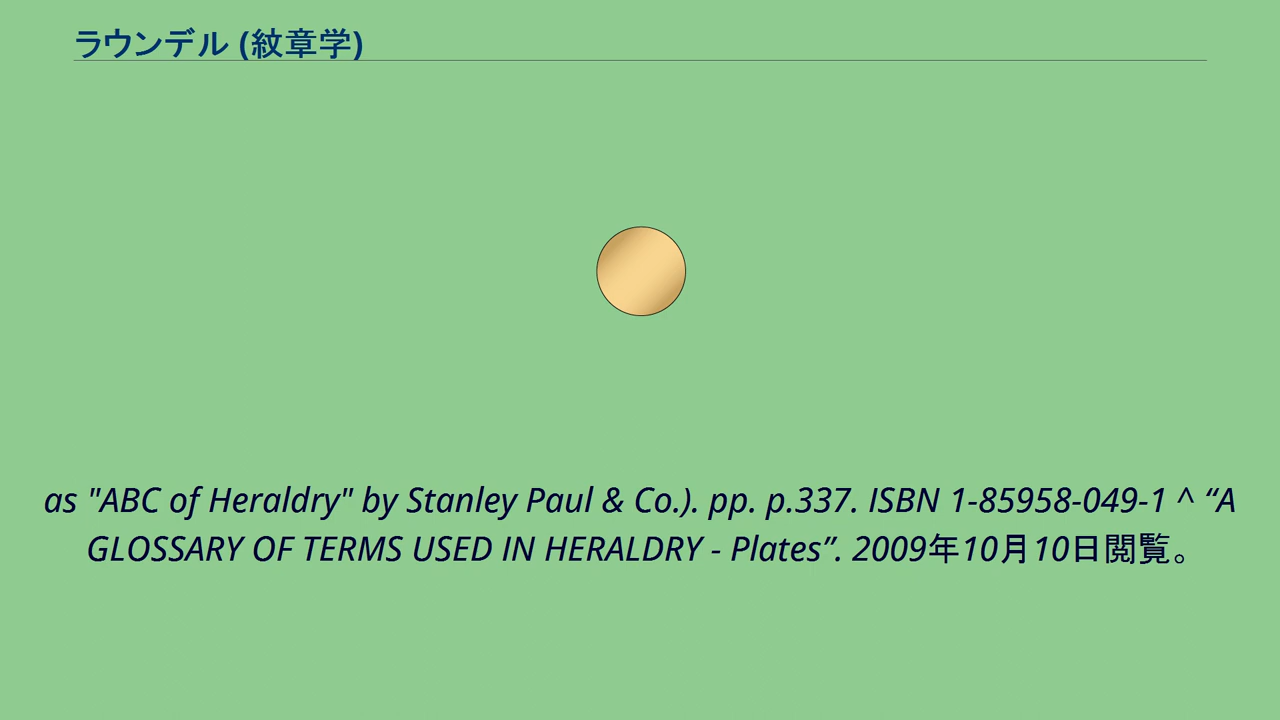 ラウンデル (紋章学)
as "ABC of Heraldry" by Stanley Paul & Co.). pp. p.337. ISBN 1-85958-049-1 ^ “A
GLOSSARY OF TERMS USED IN HERALDRY - Plates”. 2009年10月10日閲覧。